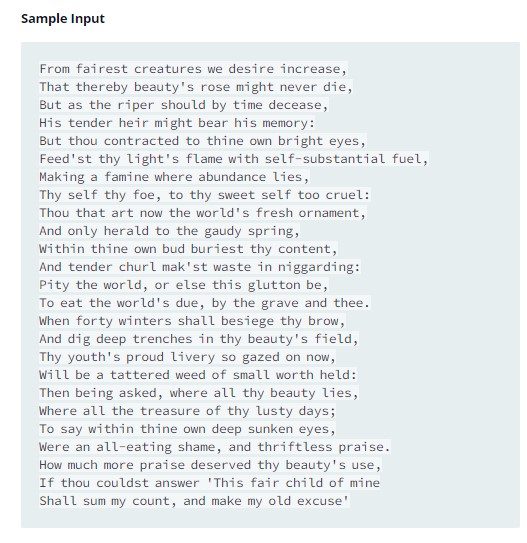 Sample Input
From fairest creatures we desire increase,
That thereby beauty's rose might never die,
But as the riper should by time decease,
His tender heir might bear his memory:
But thou contracted to thine own bright eyes,
Feed'st thy light's flame with self-substantial fuel,
Making a famine where abundance lies,
Thy self thy foe, to thy sweet self too cruel:
Thou that art now the world's fresh ornament,
And only herald to the gaudy spring,
Within thine own bud buriest thy content,
And tender churl mak'st waste in niggarding:
Pity the world, or else this glutton be,
To eat the world's due, by the grave and thee.
When forty winters shall besiege thy brow,
And dig deep trenches in thy beauty's field,
Thy youth's proud livery so gazed on now,
Will be a tattered weed of small worth held:
Then being asked, where all thy beauty lies,
Where all the treasure of thy lusty days;
To say within thine own deep sunken eyes,
Were an all-eating shame, and thriftless praise.
How much more praise deserved thy beauty's use,
If thou couldst answer 'This fair child of mine
Shall sum my count, and make my old excuse'